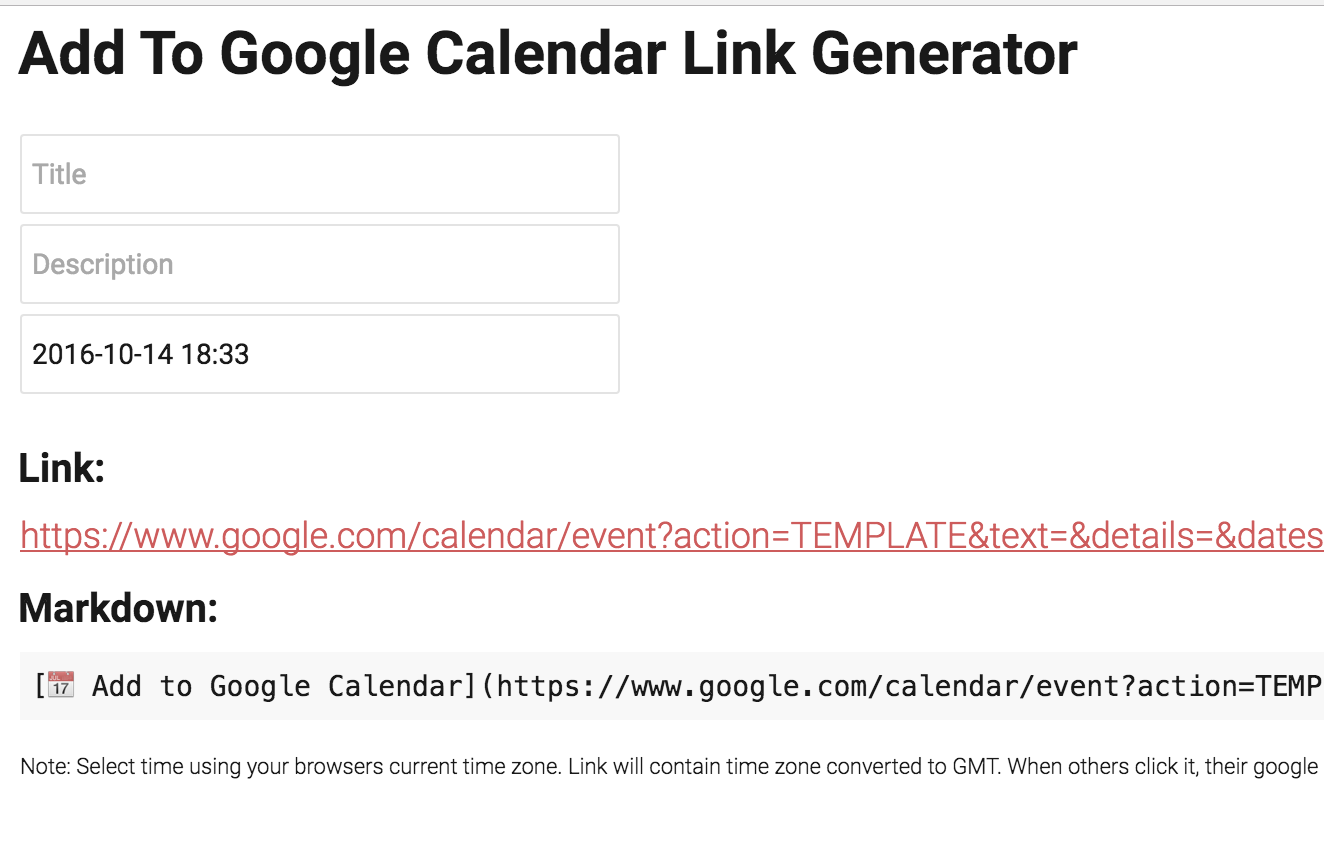 Add To Google Calendar Link Generator
Title
Description
2016-10-14 18:33
Link:
https://www.google.com/calendar/event?action=TEMPLATE&text=&details=&dates
Markdown:
[📅 Add to Google Calendar](https://www.google.com/calendar/event?action=TEMP
Note: Select time using your browsers current time zone. Link will contain time zone converted to GMT. When others click it, their google